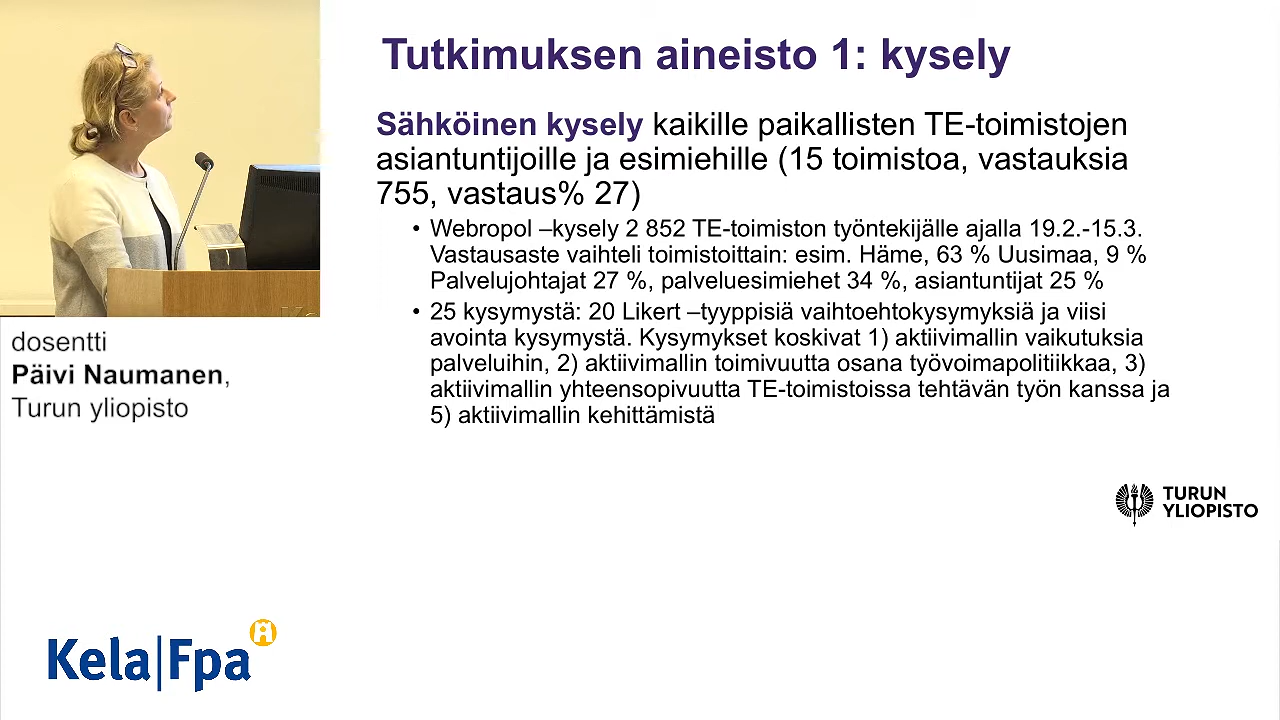 Tutkimuksen aineisto 1: kysely
Sähköinen kysely kaikille paikallisten TE-toimistojen
asiantuntijoille ja esimiehille (15 toimistoa, vastauksia
755, vastaus% 27)
• Webropol –kysely 2 852 TE-toimiston työntekijälle ajalla 19.2.-15.3.
Vastausaste vaihteli toimistoittain: esim. Häme, 63 % Uusimaa, 9 %
Palvelujohtajat 27 %, palveluesimiehet 34 %, asiantuntijat 25 %
• 25 kysymystä: 20 Likert –tyyppisiä vaihtoehtokysymyksiä ja viisi
avointa kysymystä. Kysymykset koskivat 1) aktiivimallin vaikutuksia
palveluihin, 2) aktiivimallin toimivuutta osana työvoimapolitiikkaa, 3)
aktiivimallin yhteensopivuutta TE-toimistoissa tehtävän työn kanssa ja
5) aktiivimallin kehittämistä
dosentti
Päivi Naumanen,
Turun yliopisto
TURUN
YLIOPISTO
Kela|Fpa